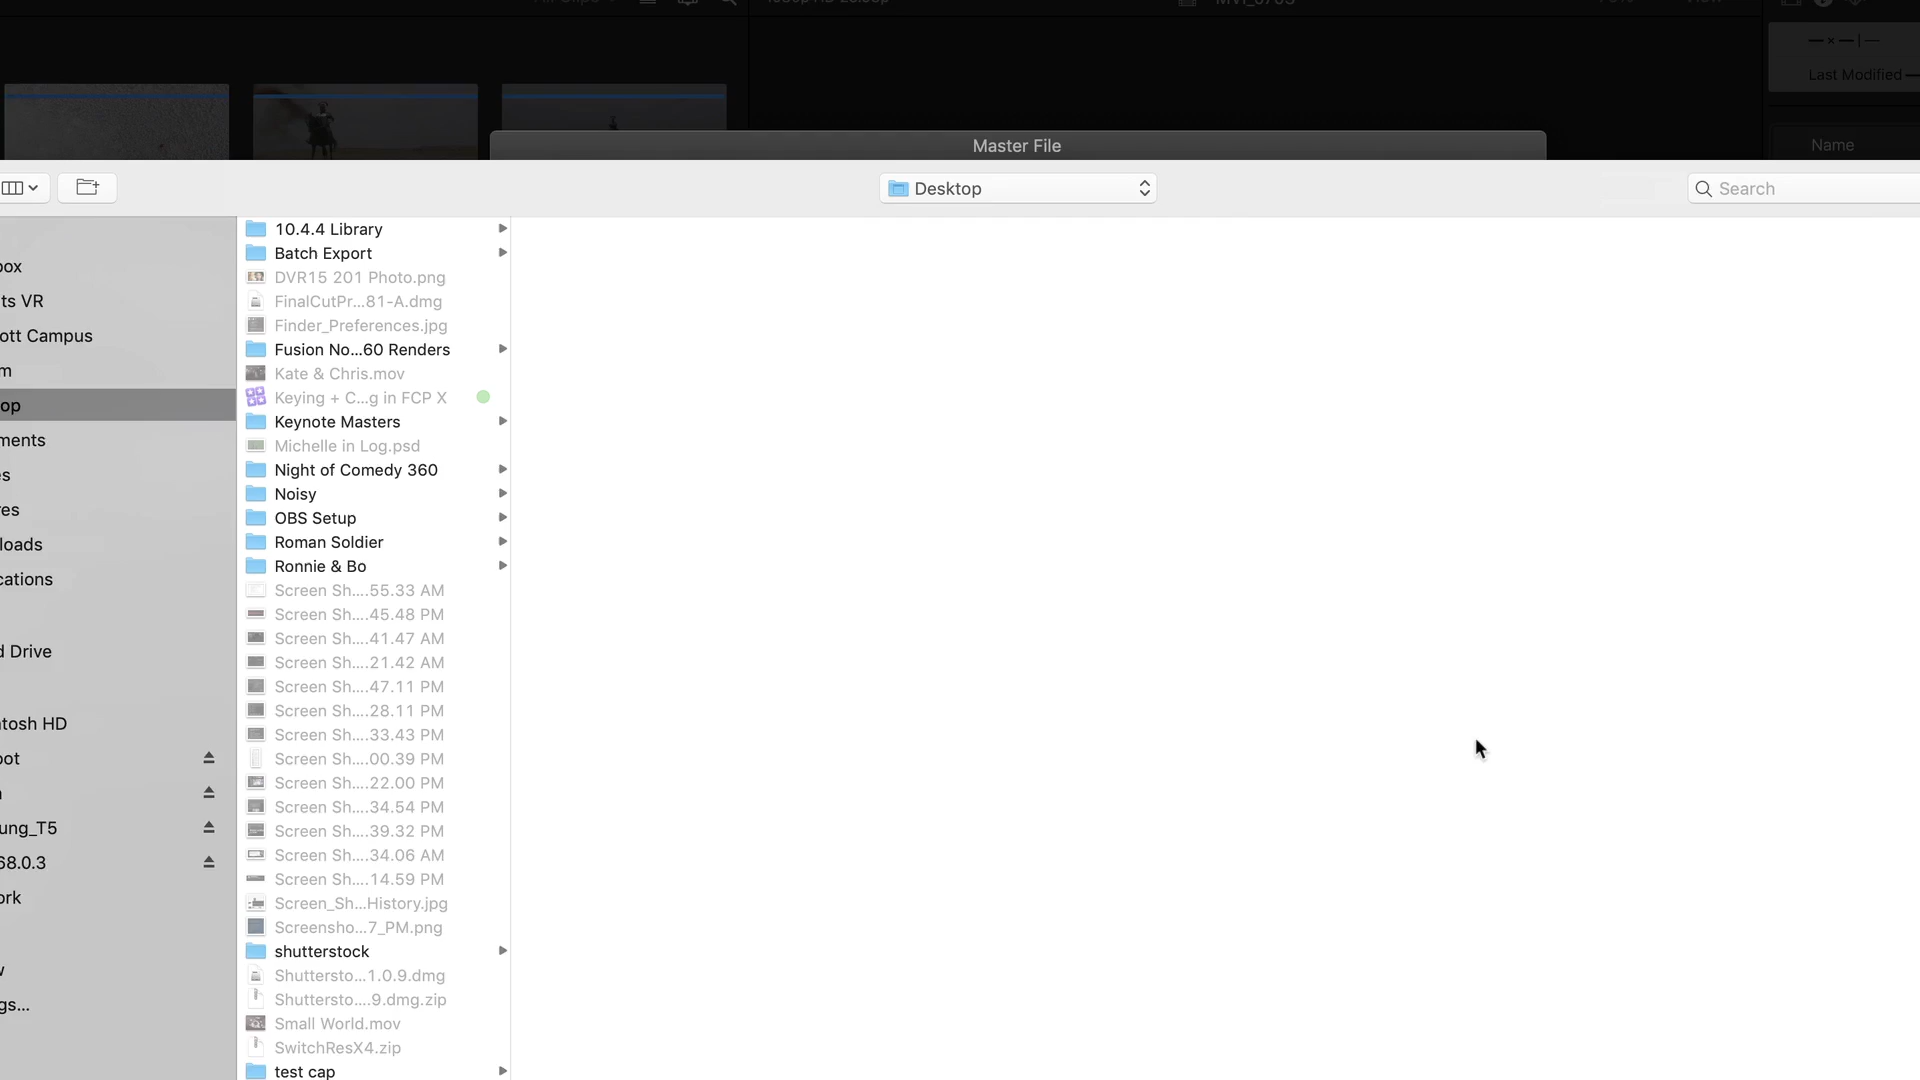 Master File
Last Modified
Name
Desktop
Search
ox
ts VR
ott Campus
m
op
ments
es
res
loads
cations
d Drive
ntosh HD
oot
ung_T5
68.0.3
ork
gs...
10.4.4 Library
Batch Export
DVR15 201 Photo.png
FinalCutPr...81-A.dmg
Finder_Preferences.jpg
Fusion No...60 Renders
Kate & Chris.mov
Keying + C...g in FCP X
Keynote Masters
Michelle in Log.psd
Night of Comedy 360
Noisy
OBS Setup
Roman Soldier
Ronnie & Bo
Screen Sh....55.33 AM
Screen Sh....45.48 PM
Screen Sh....41.47 AM
Screen Sh....21.42 AM
Screen Sh....47.11 PM
Screen Sh....28.11 PM
Screen Sh....33.43 PM
Screen Sh....00.39 PM
Screen Sh....22.00 PM
Screen Sh....34.54 PM
Screen Sh....39.32 PM
Screen Sh....34.06 AM
Screen Sh....14.59 PM
Screen_Sh...History.jpg
Screensho...7_PM.png
shutterstock
Shuttersto...1.0.9.dmg
Shuttersto....9.dmg.zip
Small World.mov
SwitchResX4.zip
test cap